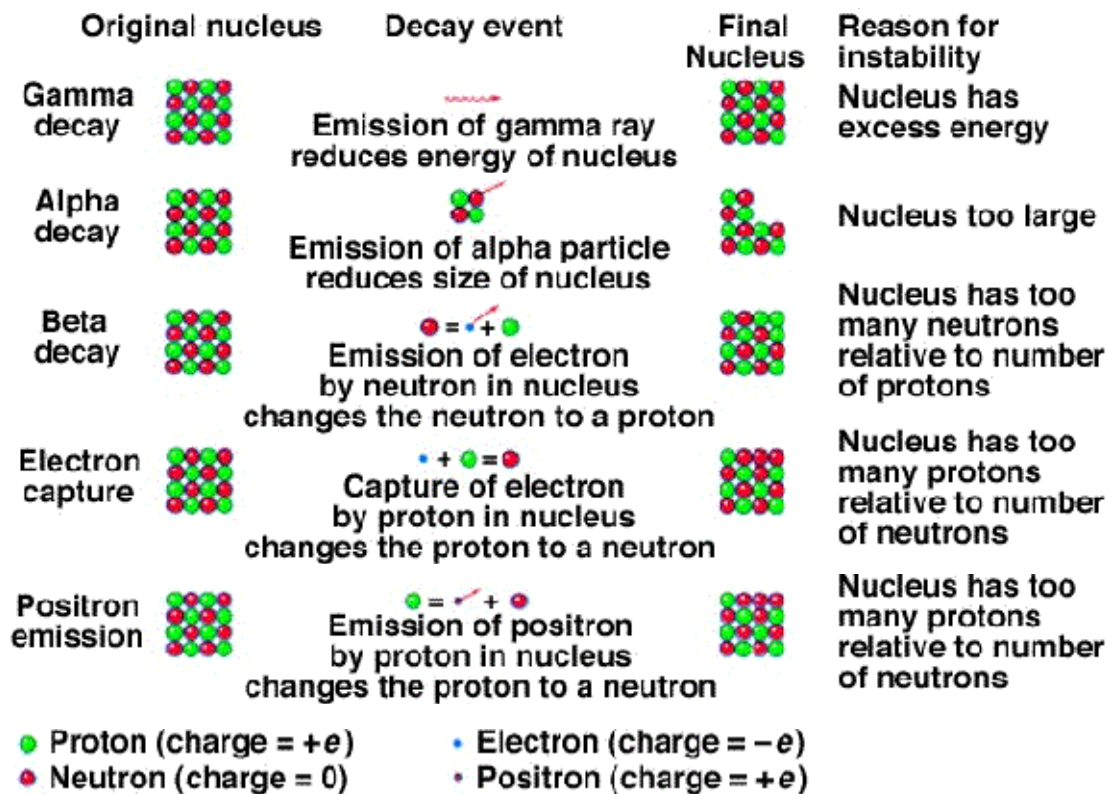 Original nucleus
Decay event
Final
Nucleus
Reason for
instability
Gamma
decay
Emission of gamma ray
reduces energy of nucleus
Nucleus has
excess energy
Alpha
decay
Emission of alpha particle
reduces size of nucleus
Nucleus too large
Beta
decay
= +
Emission of electron
by neutron in nucleus
changes the neutron to a proton
Nucleus has too
many neutrons
relative to number
of protons
Electron
capture
+ =
Capture of electron
by proton in nucleus
changes the proton to a neutron
Nucleus has too
many protons
relative to number
of neutrons
Positron
emission
= +
Emission of positron
by proton in nucleus
changes the proton to a neutron
Nucleus has too
many protons
relative to number
of neutrons
Proton (charge = +e)
Electron (charge = −e)
Neutron (charge = 0)
Positron (charge = +e)